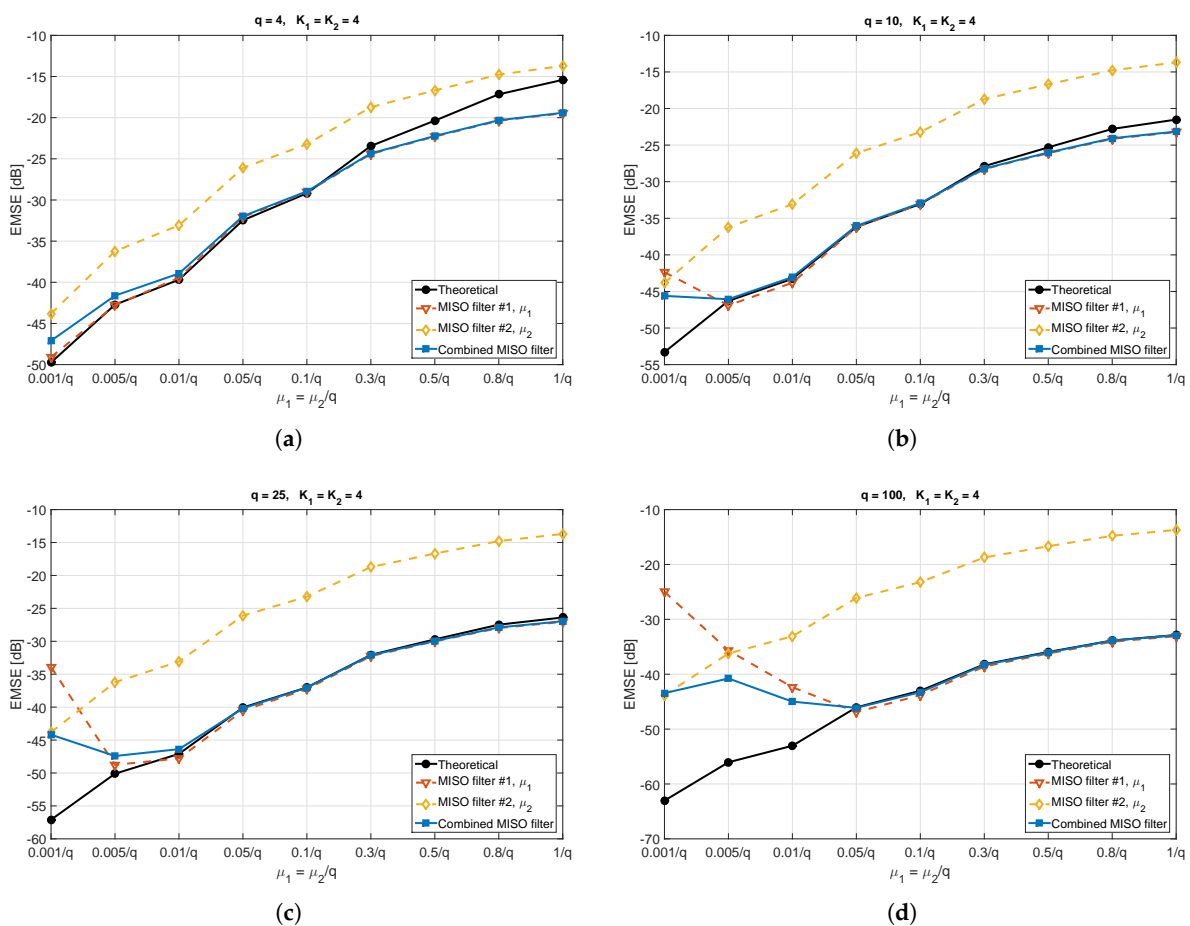 q = 4, K1 = K2 = 4
-10
-15
-20
-25
-30
-35
-40
-45
-50
EMSE [dB]
Theoretical
MISO filter #1, μ1
MISO filter #2, μ2
Combined MISO filter
0.001/q 0.005/q 0.01/q 0.05/q 0.1/q 0.3/q 0.5/q 0.8/q 1/q
μ1 = μ2/q
(a)
q = 10, K1 = K2 = 4
-10
-15
-20
-25
-30
-35
-40
-45
-50
-55
EMSE [dB]
Theoretical
MISO filter #1, μ1
MISO filter #2, μ2
Combined MISO filter
0.001/q 0.005/q 0.01/q 0.05/q 0.1/q 0.3/q 0.5/q 0.8/q 1/q
μ1 = μ2/q
(b)
q = 25, K1 = K2 = 4
-10
-15
-20
-25
-30
-35
-40
-45
-50
-55
-60
EMSE [dB]
Theoretical
MISO filter #1, μ1
MISO filter #2, μ2
Combined MISO filter
0.001/q 0.005/q 0.01/q 0.05/q 0.1/q 0.3/q 0.5/q 0.8/q 1/q
μ1 = μ2/q
(c)
q = 100, K1 = K2 = 4
-10
-20
-30
-40
-50
-60
-70
EMSE [dB]
Theoretical
MISO filter #1, μ1
MISO filter #2, μ2
Combined MISO filter
0.001/q 0.005/q 0.01/q 0.05/q 0.1/q 0.3/q 0.5/q 0.8/q 1/q
μ1 = μ2/q
(d)